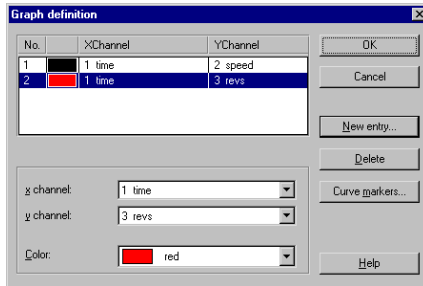 Graph definition
No. XChannel YChannel
1 1 time 2 speed
2 1 time 3 revs
OK
Cancel
New entry...
Delete
Curve markers...
Help
x channel: 1 time
y channel: 3 revs
Color: red